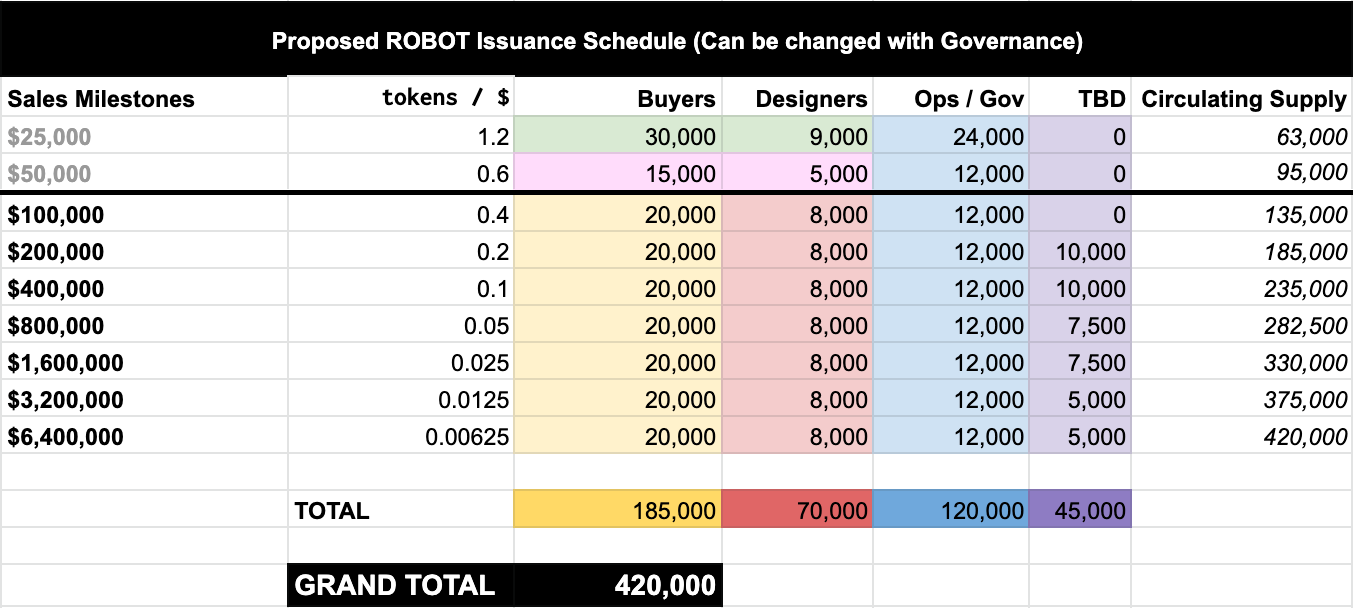 Proposed ROBOT Issuance Schedule (Can be changed with Governance)
Sales Milestones tokens / $ Buyers Designers Ops / Gov TBD Circulating Supply
$25,000 1.2 30,000 9,000 24,000 0 63,000
$50,000 0.6 15,000 5,000 12,000 0 95,000
$100,000 0.4 20,000 8,000 12,000 0 135,000
$200,000 0.2 20,000 8,000 12,000 10,000 185,000
$400,000 0.1 20,000 8,000 12,000 10,000 235,000
$800,000 0.05 20,000 8,000 12,000 7,500 282,500
$1,600,000 0.025 20,000 8,000 12,000 7,500 330,000
$3,200,000 0.0125 20,000 8,000 12,000 5,000 375,000
$6,400,000 0.00625 20,000 8,000 12,000 5,000 420,000
TOTAL 185,000 70,000 120,000 45,000
GRAND TOTAL 420,000